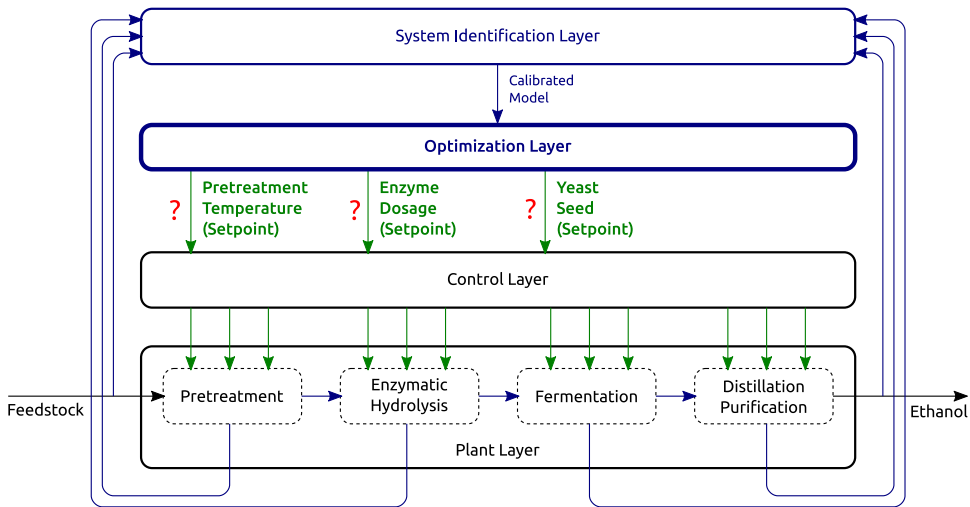 System Identification Layer
Calibrated
Model
Optimization Layer
?
Pretreatment
Temperature
(Setpoint)
?
Enzyme
Dosage
(Setpoint)
?
Yeast
Seed
(Setpoint)
Control Layer
Feedstock
Pretreatment
Enzymatic
Hydrolysis
Fermentation
Distillation
Purification
Ethanol
Plant Layer